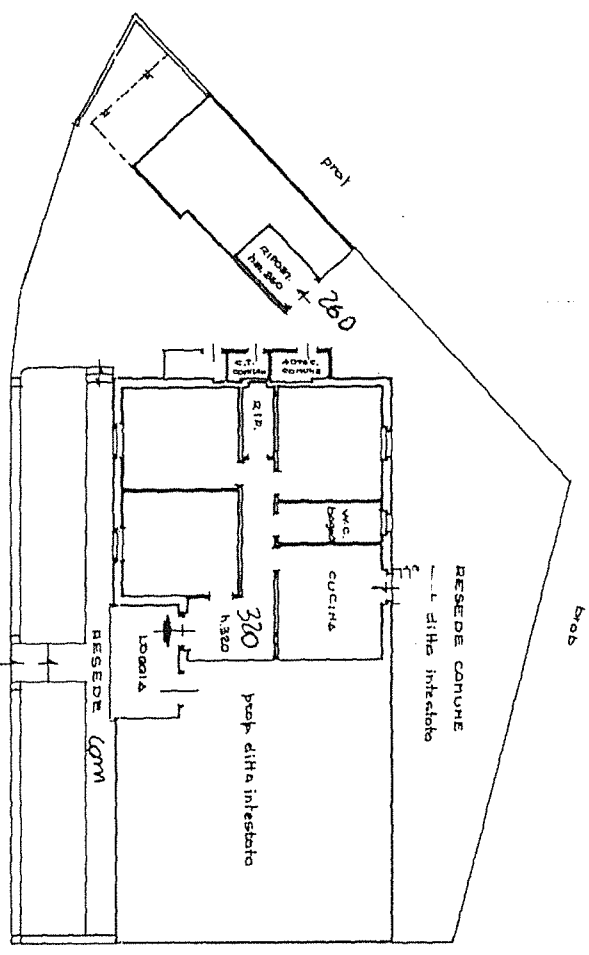 prop
RIPOST.
h.m. 260
260
C.T.
COMUNE
AUTOC.
COMUNE
RIP.
W.C.
bagno
CUCINA
RESEDE COMUNE
ditta intestata
prop
320
h.320
LOGGIA
RESEDE Com
prop. ditta intestata